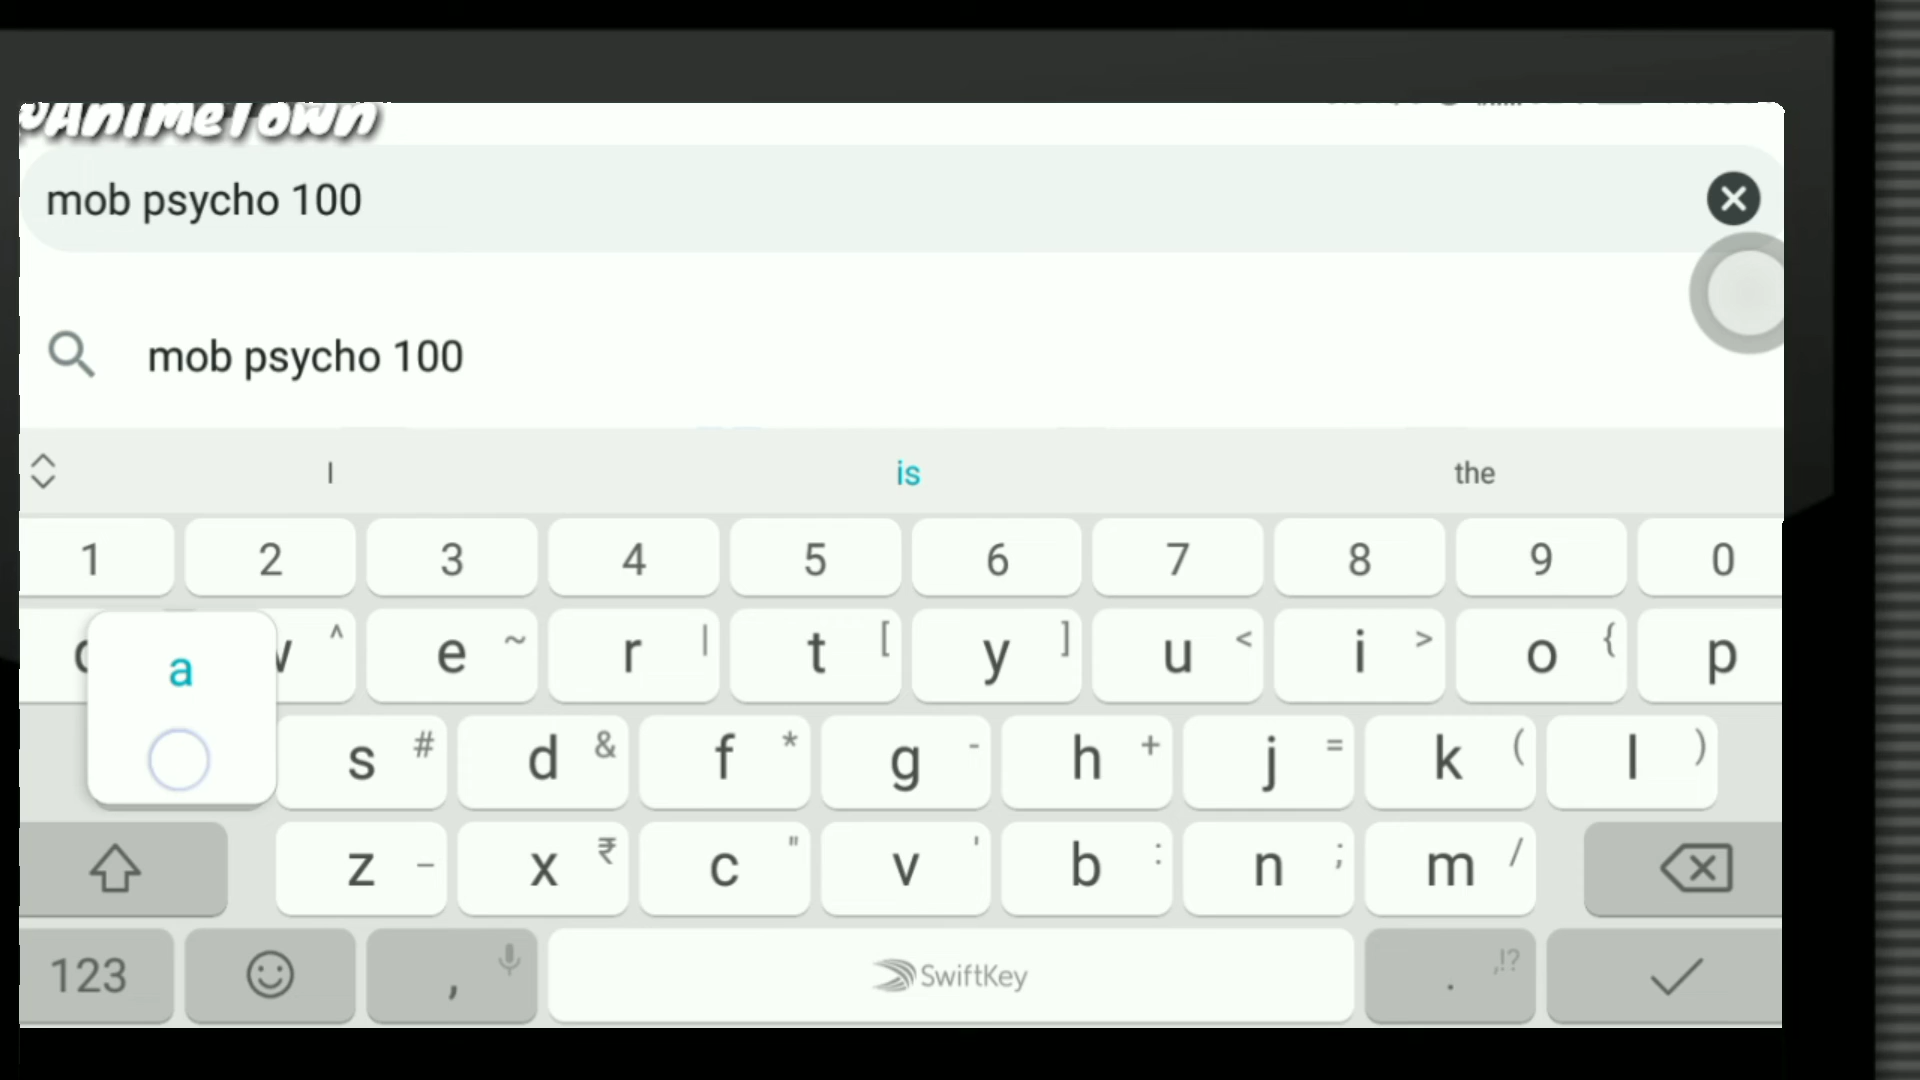 AnimeTown
mob psycho 100
mob psycho 100
I is the
1 2 3 4 5 6 7 8 9 0
^ e ~ r | t [ y ] u < i > o { p
a
s # d & f * g - h + j = k ( l )
z _ x ₹ c " v ' b : n ; m /
123 , SwiftKey . ,!?